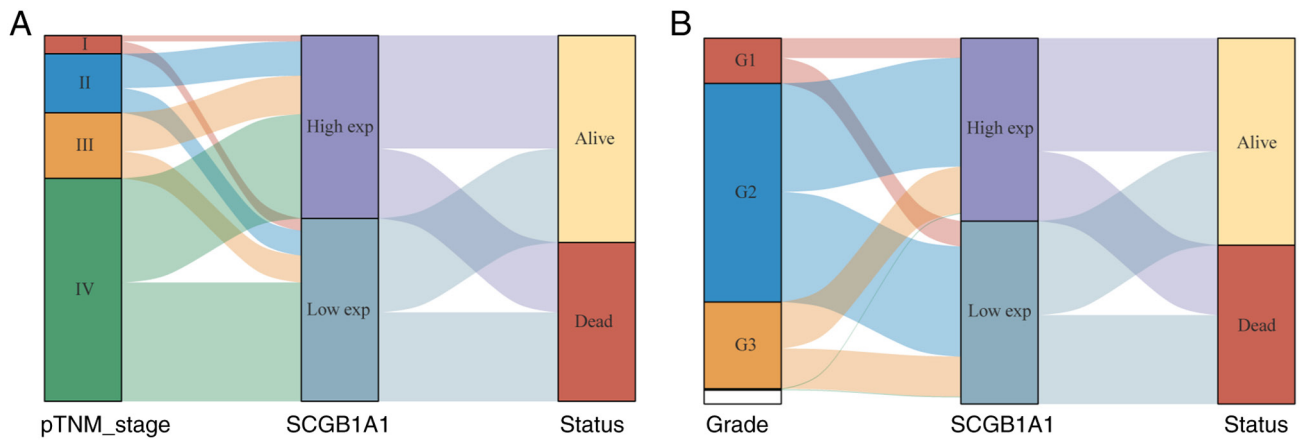 A
I
II
III
IV
High exp
Low exp
Alive
Dead
pTNM_stage
SCGB1A1
Status
B
G1
G2
G3
High exp
Low exp
Alive
Dead
Grade
SCGB1A1
Status